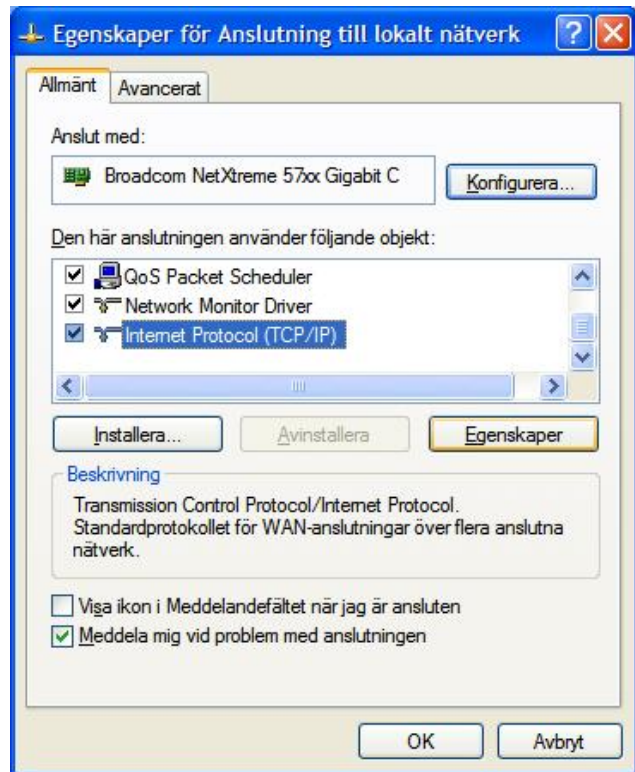 Egenskaper för Anslutning till lokalt nätverk
Allmänt Avancerat
Anslut med:
Broadcom NetXtreme 57xx Gigabit C
Konfigurera...
Den här anslutningen använder följande objekt:
QoS Packet Scheduler
Network Monitor Driver
Internet Protocol (TCP/IP)
Installera... Avinstallera Egenskaper
Beskrivning
Transmission Control Protocol/Internet Protocol.
Standardprotokollet för WAN-anslutningar över flera anslutna
nätverk.
Visa ikon i Meddelandefältet när jag är ansluten
Meddela mig vid problem med anslutningen
OK Avbryt